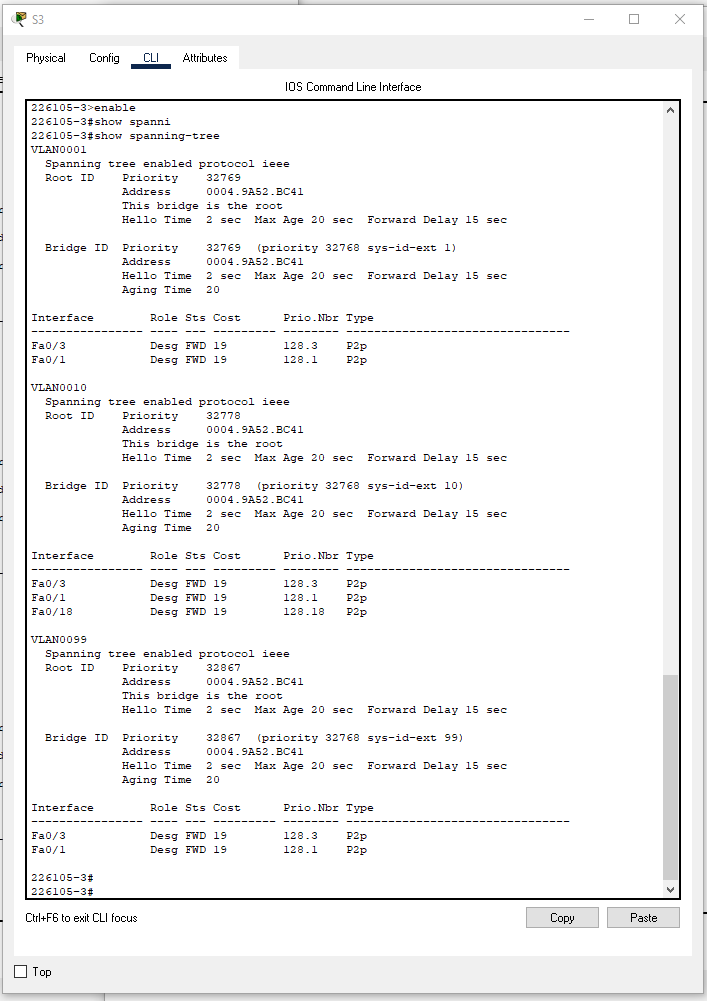 S3
Physical Config CLI Attributes
IOS Command Line Interface
226105-3>enable
226105-3#show spanni
226105-3#show spanning-tree
VLAN0001
  Spanning tree enabled protocol ieee
  Root ID    Priority    32769
             Address     0004.9A52.BC41
             This bridge is the root
             Hello Time  2 sec  Max Age 20 sec  Forward Delay 15 sec

  Bridge ID  Priority    32769  (priority 32768 sys-id-ext 1)
             Address     0004.9A52.BC41
             Hello Time  2 sec  Max Age 20 sec  Forward Delay 15 sec
             Aging Time  20

Interface        Role Sts Cost      Prio.Nbr Type
---------------- ---- --- --------- -------- --------------------------------
Fa0/3            Desg FWD 19        128.3    P2p
Fa0/1            Desg FWD 19        128.1    P2p

VLAN0010
  Spanning tree enabled protocol ieee
  Root ID    Priority    32778
             Address     0004.9A52.BC41
             This bridge is the root
             Hello Time  2 sec  Max Age 20 sec  Forward Delay 15 sec

  Bridge ID  Priority    32778  (priority 32768 sys-id-ext 10)
             Address     0004.9A52.BC41
             Hello Time  2 sec  Max Age 20 sec  Forward Delay 15 sec
             Aging Time  20

Interface        Role Sts Cost      Prio.Nbr Type
---------------- ---- --- --------- -------- --------------------------------
Fa0/3            Desg FWD 19        128.3    P2p
Fa0/1            Desg FWD 19        128.1    P2p
Fa0/18           Desg FWD 19        128.18   P2p

VLAN0099
  Spanning tree enabled protocol ieee
  Root ID    Priority    32867
             Address     0004.9A52.BC41
             This bridge is the root
             Hello Time  2 sec  Max Age 20 sec  Forward Delay 15 sec

  Bridge ID  Priority    32867  (priority 32768 sys-id-ext 99)
             Address     0004.9A52.BC41
             Hello Time  2 sec  Max Age 20 sec  Forward Delay 15 sec
             Aging Time  20

Interface        Role Sts Cost      Prio.Nbr Type
---------------- ---- --- --------- -------- --------------------------------
Fa0/3            Desg FWD 19        128.3    P2p
Fa0/1            Desg FWD 19        128.1    P2p

226105-3#
226105-3#
Ctrl+F6 to exit CLI focus Copy Paste
Top